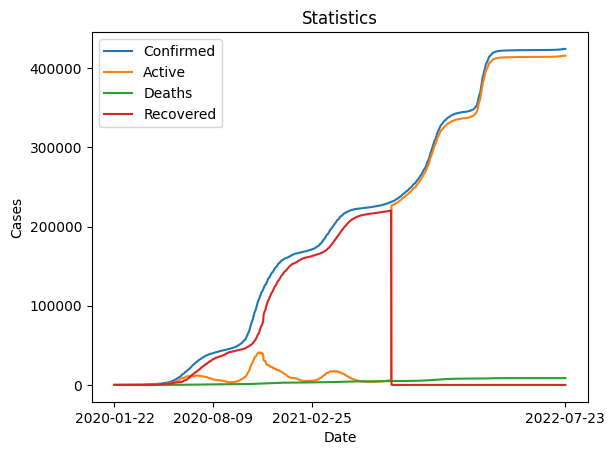 Statistics
Confirmed
Active
Deaths
Recovered
400000
300000
200000
100000
0
Cases
2020-01-22 2020-08-09 2021-02-25 2022-07-23
Date